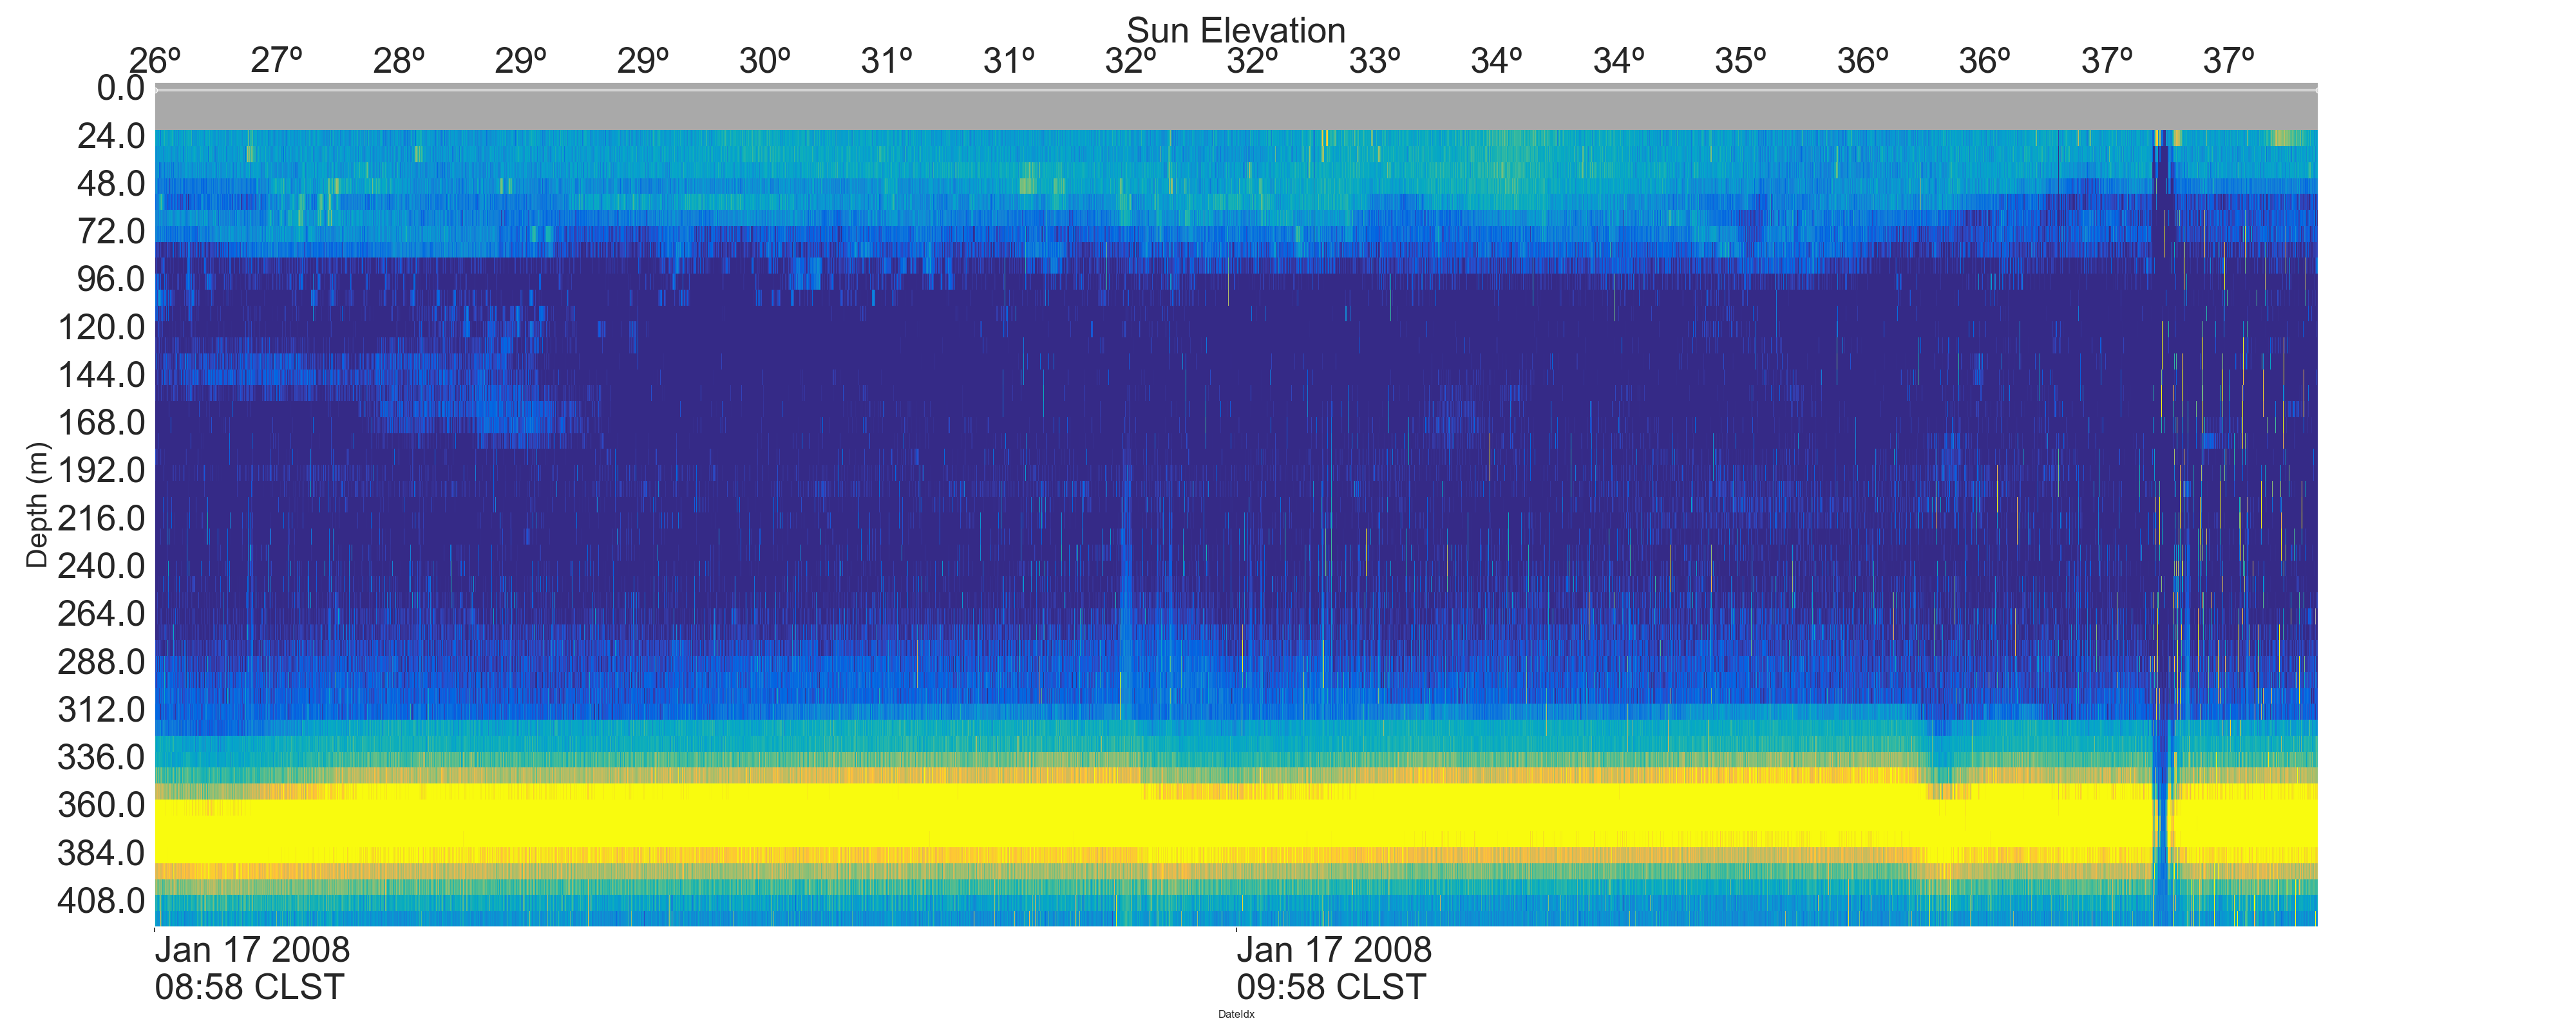 Sun Elevation
26º 27º 28º 29º 29º 30º 31º 31º 32º 32º 33º 34º 34º 35º 36º 36º 37º 37º
0.0
24.0
48.0
72.0
96.0
120.0
144.0
168.0
192.0
216.0
240.0
264.0
288.0
312.0
336.0
360.0
384.0
408.0
Depth (m)
Jan 17 2008
08:58 CLST
Jan 17 2008
09:58 CLST
DateIdx